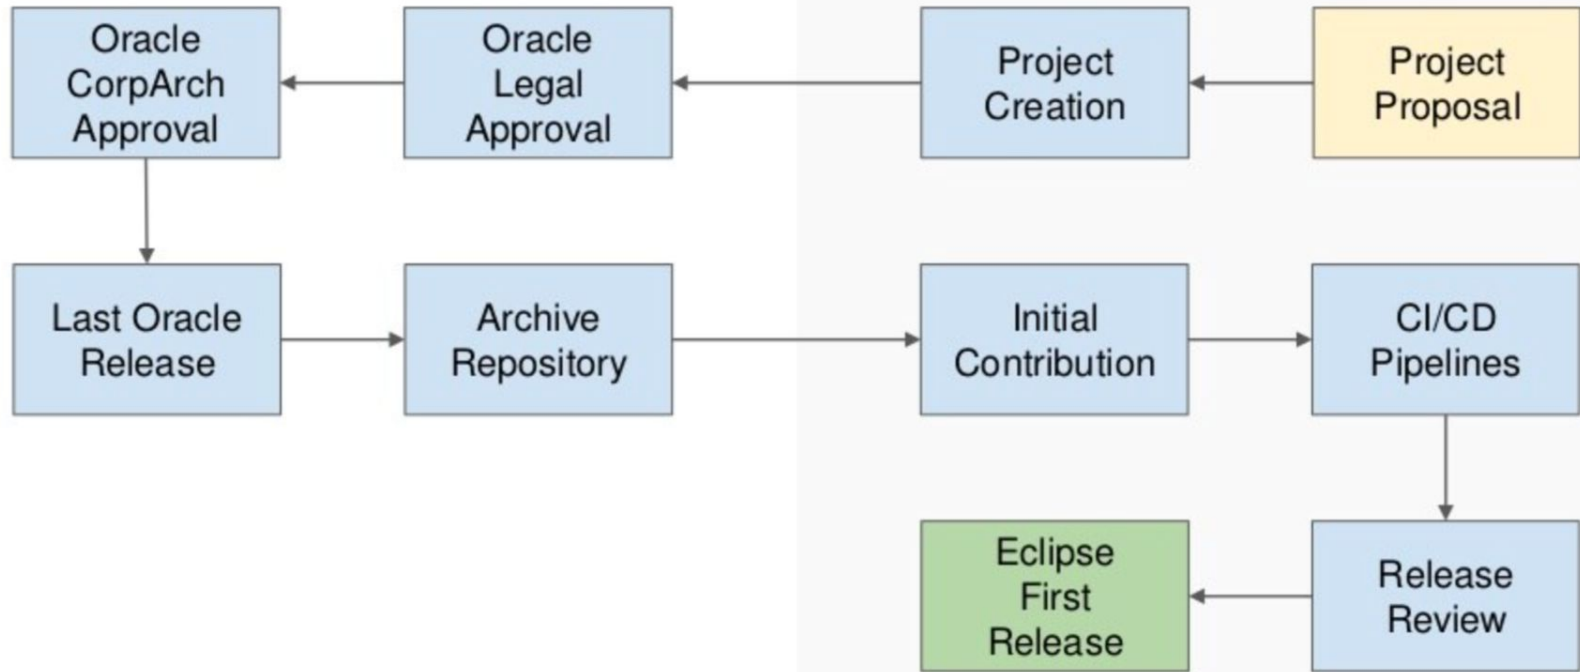 Oracle
CorpArch
Approval
Oracle
Legal
Approval
Project
Creation
Project
Proposal
Last Oracle
Release
Archive
Repository
Initial
Contribution
CI/CD
Pipelines
Eclipse
First
Release
Release
Review